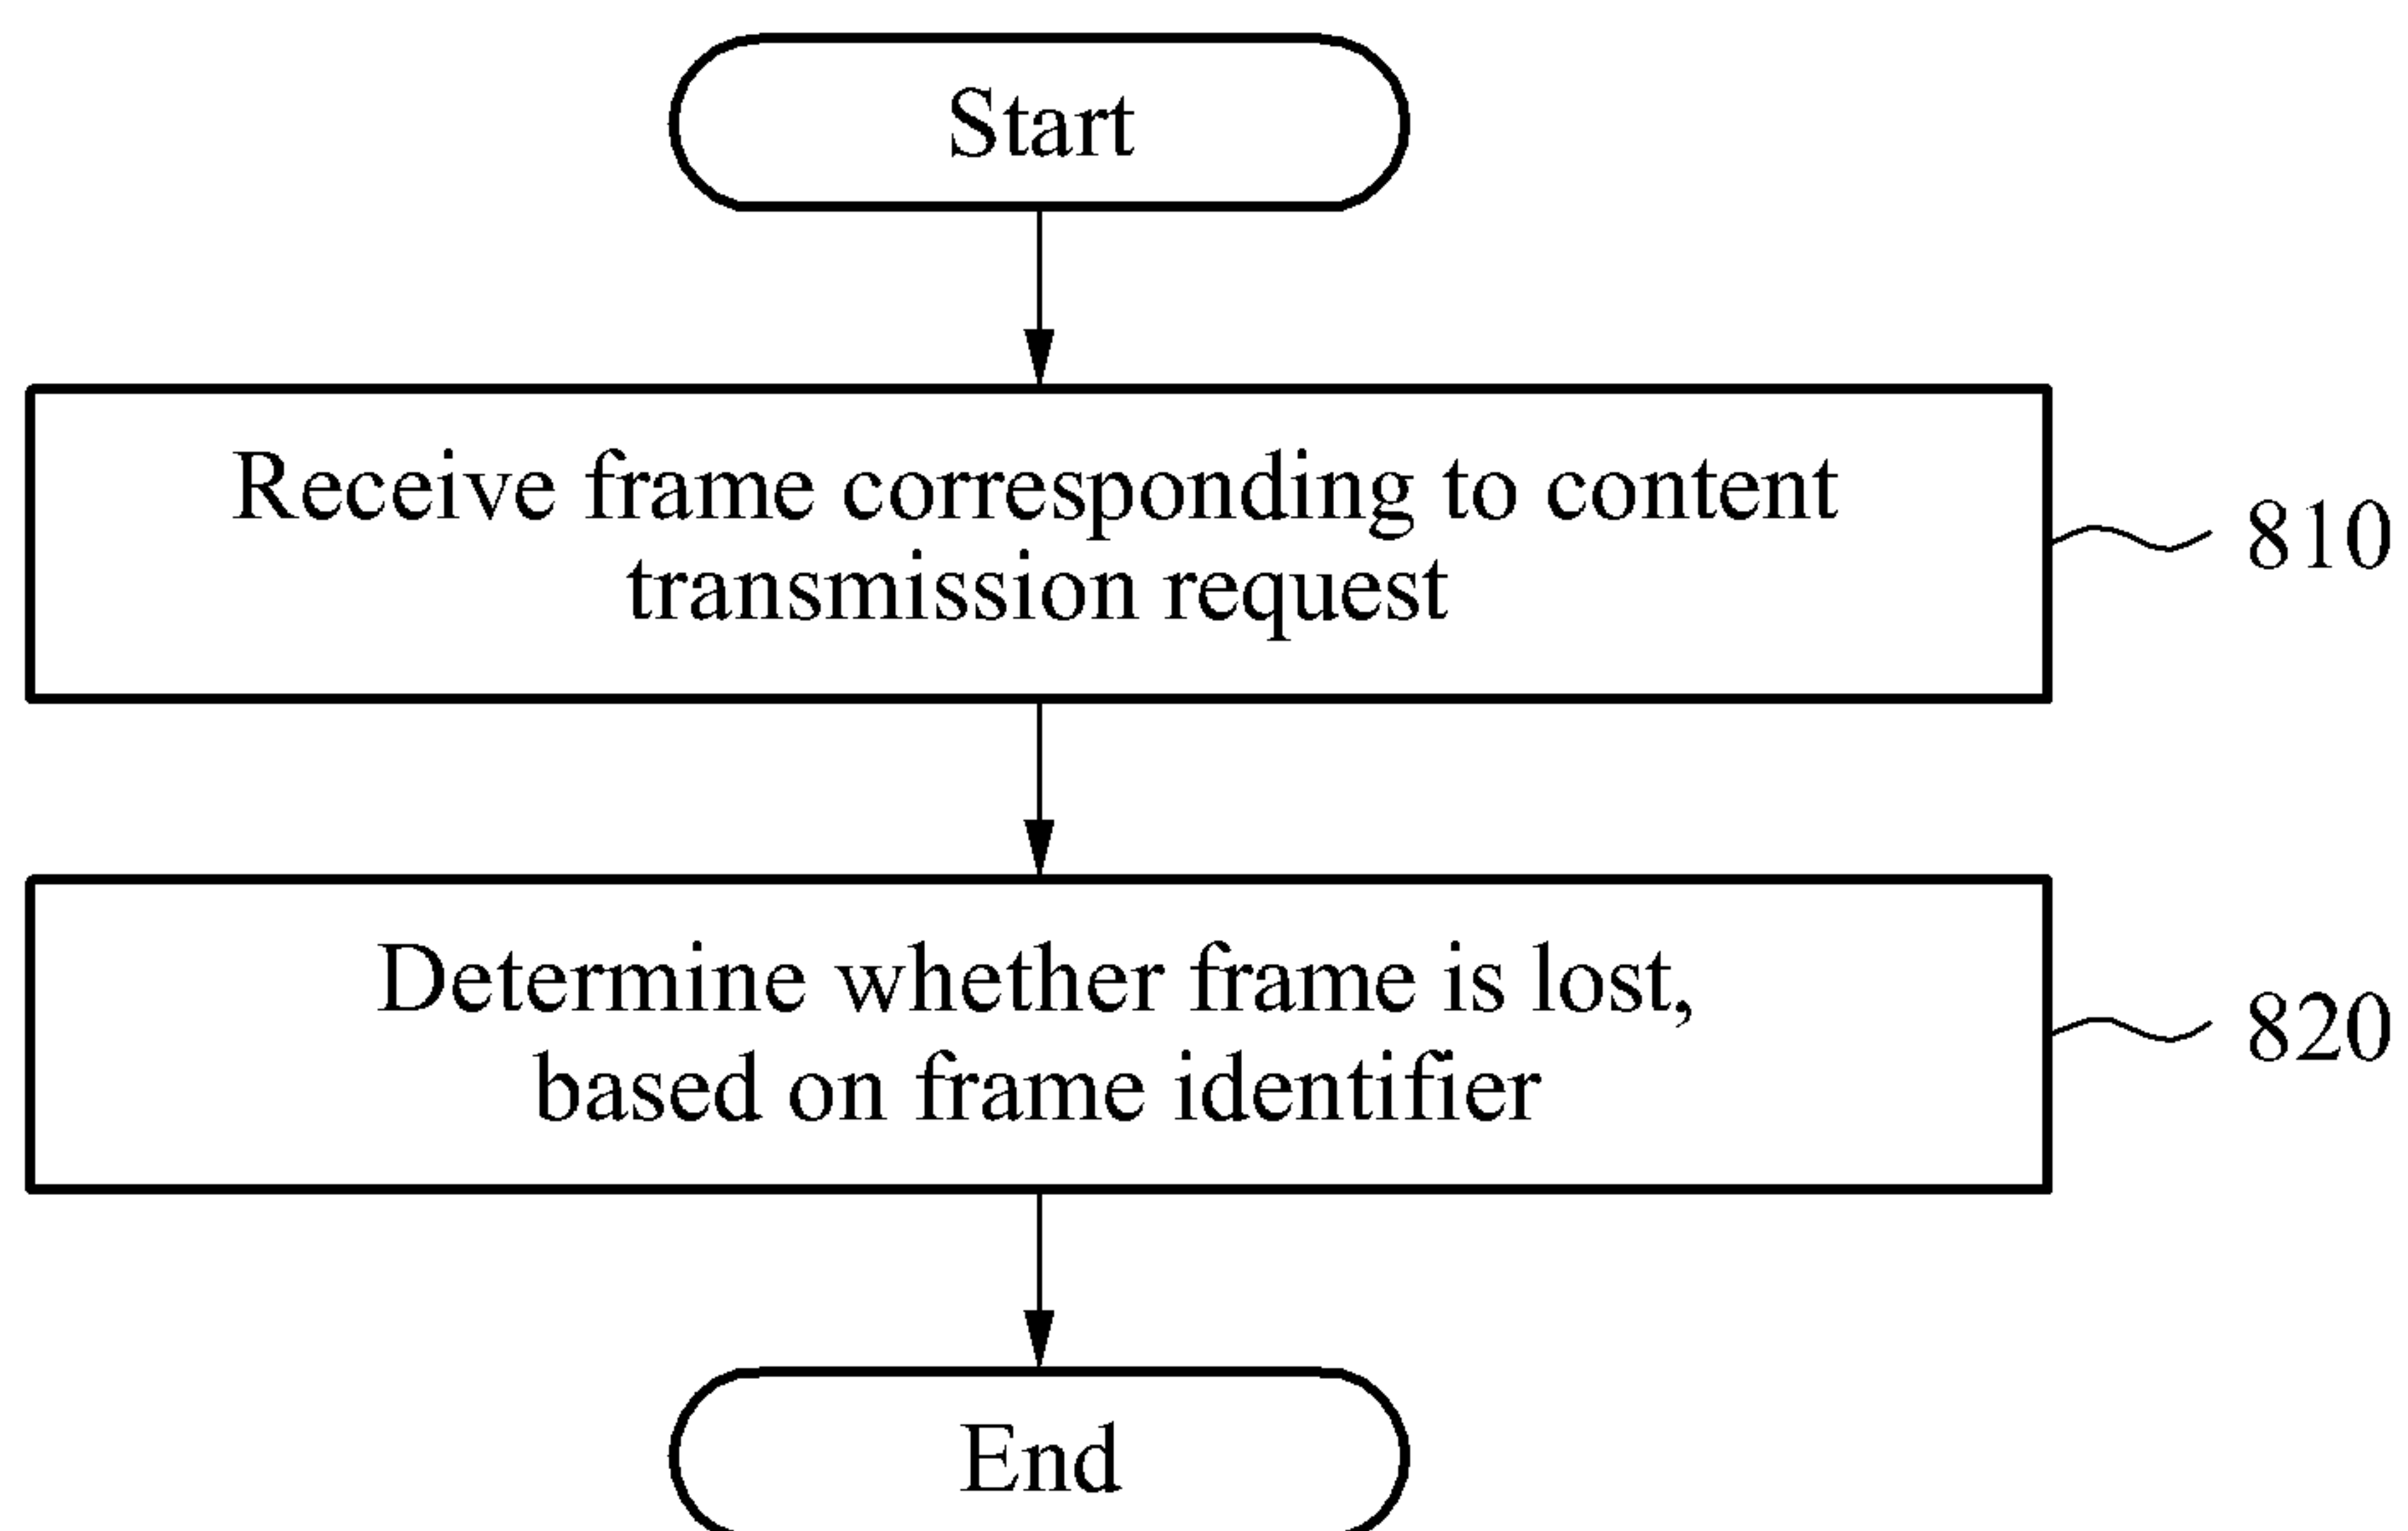 Start
Receive frame corresponding to content
transmission request
810
Determine whether frame is lost,
based on frame identifier
820
End